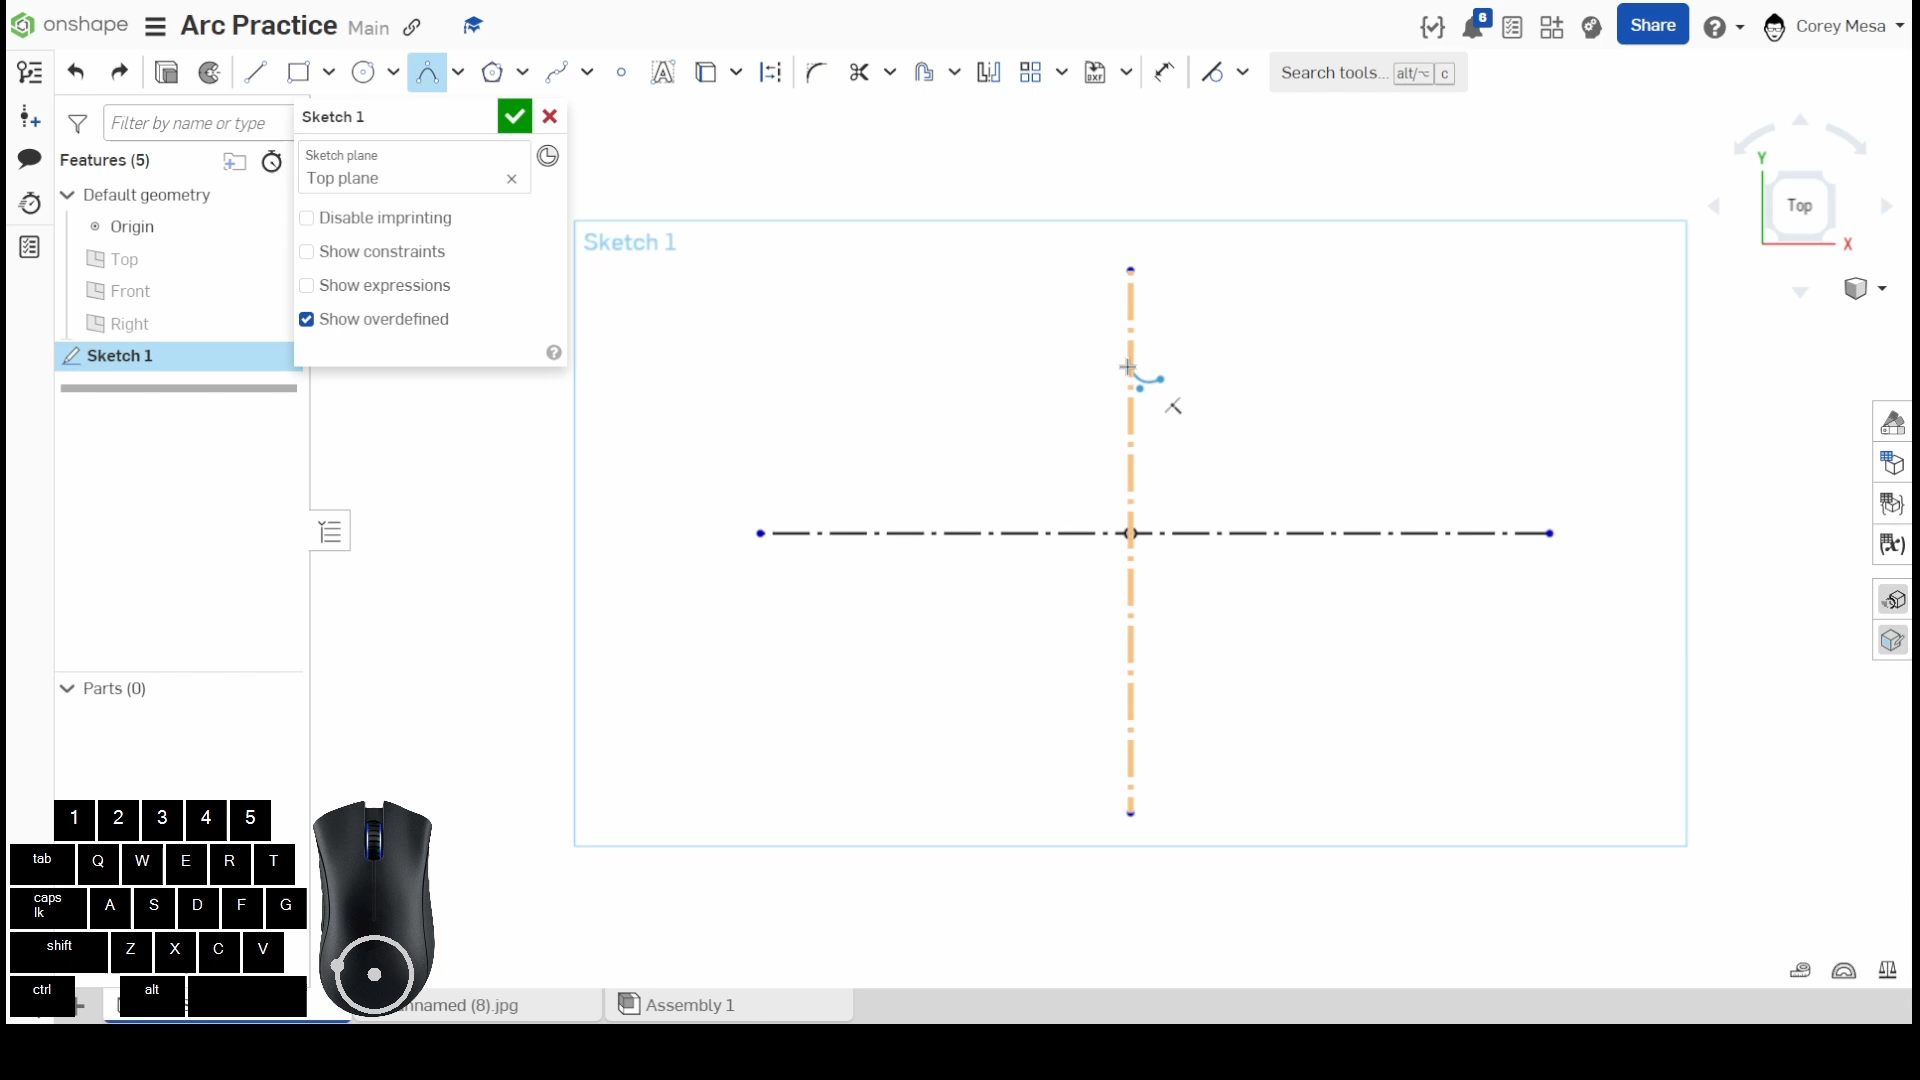 onshape
Arc Practice Main
6
Share
Corey Mesa
DXF
Search tools... alt/⌥ c
Filter by name or type
Features (5)
Default geometry
Origin
Top
Front
Right
Sketch 1
Sketch 1
Sketch plane
Top plane
Disable imprinting
Show constraints
Show expressions
Show overdefined
Sketch 1
Y
Top
X
(x)
Parts (0)
1 2 3 4 5
tab Q W E R T
caps lk A S D F G
shift Z X C V
ctrl alt
nnamed (8).jpg
Assembly 1